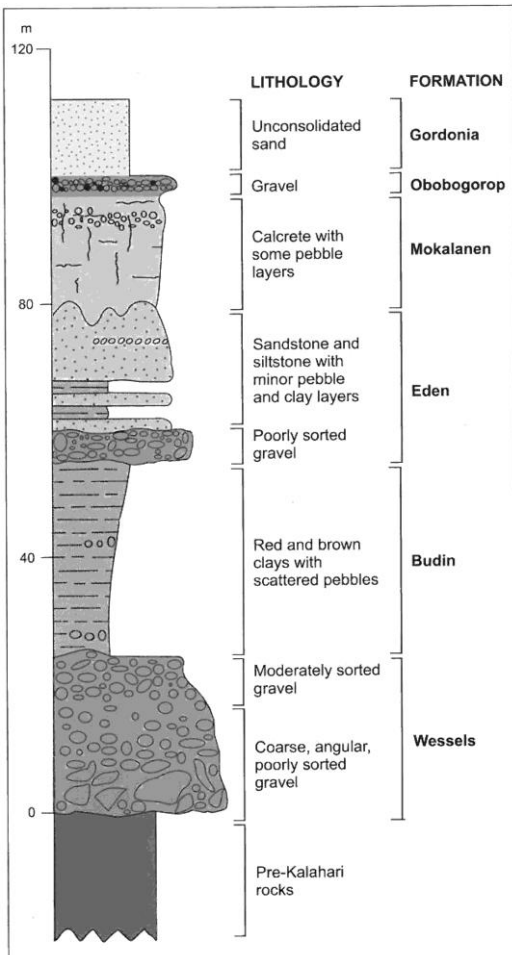 m
120
LITHOLOGY
FORMATION
Unconsolidated
sand
Gordonia
Gravel
Obobogorop
Calcrete with
some pebble
layers
Mokalanen
80
Sandstone and
siltstone with
minor pebble
and clay layers
Eden
Poorly sorted
gravel
40
Red and brown
clays with
scattered pebbles
Budin
Moderately sorted
gravel
Wessels
Coarse, angular,
poorly sorted
gravel
0
Pre-Kalahari
rocks